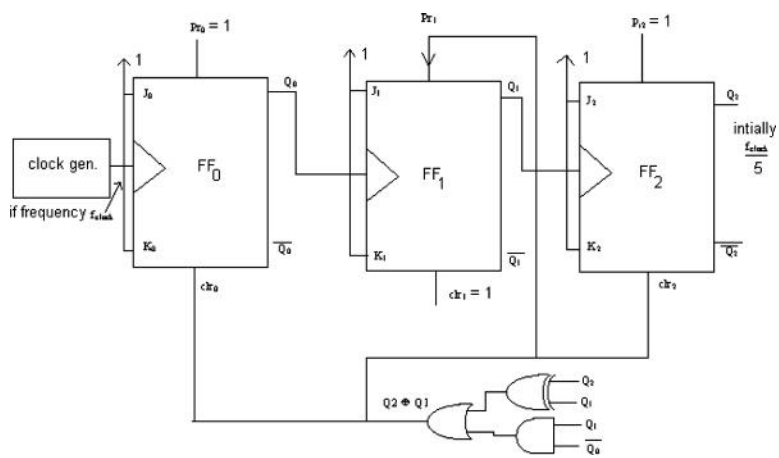 Pr₀ = 1
Pr₁
Pr₂ = 1
1
1
1
J₀
Q₀
J₁
Q₁
J₂
Q₂
clock gen.
FF₀
FF₁
FF₂
intially
f_clock
5
if frequency f_clock
K₀
Q̅₀
K₁
Q̅₁
K₂
Q̅₂
clr₀
clr₁ = 1
clr₂
Q2 ⊕ Q1
Q₂
Q₁
Q₁
Q̅₀